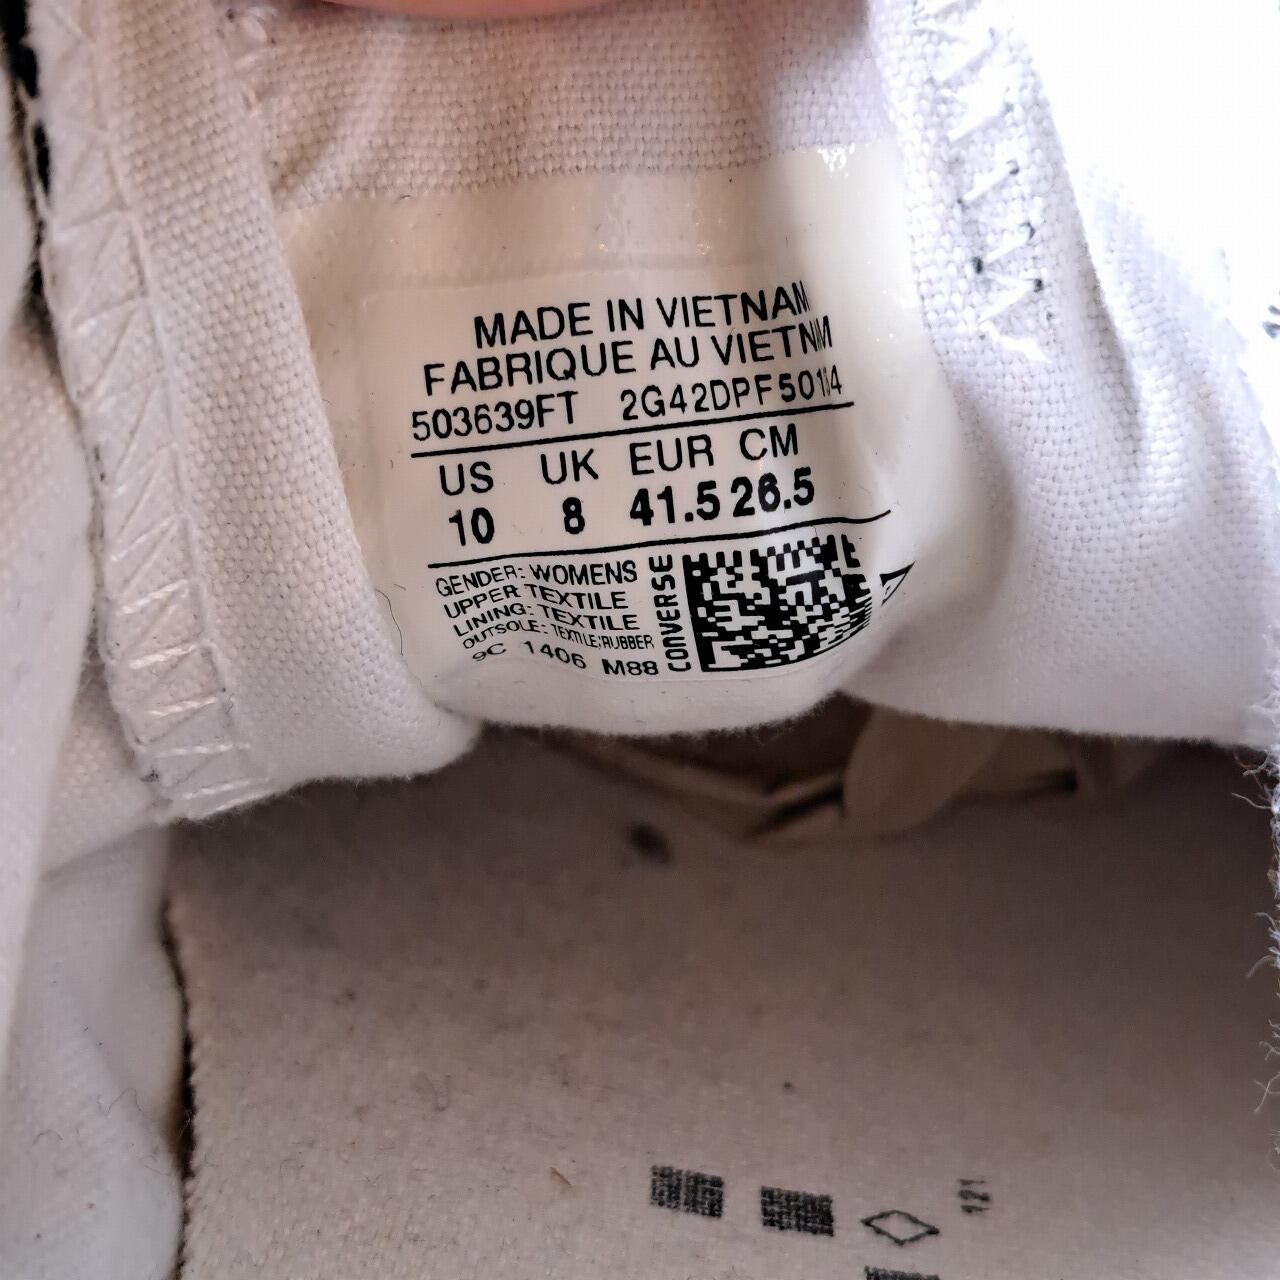 MADE IN VIETNAM
FABRIQUE AU VIETNAM
503639FT
US UK EUR CM
10 8 41.5 26.5
GENDER: WOMENS
UPPER: TEXTILE
LINING: TEXTILE
OUTSOLE: TEXTILE;RUBBER
9C 1406 M88
CONVERSE
121